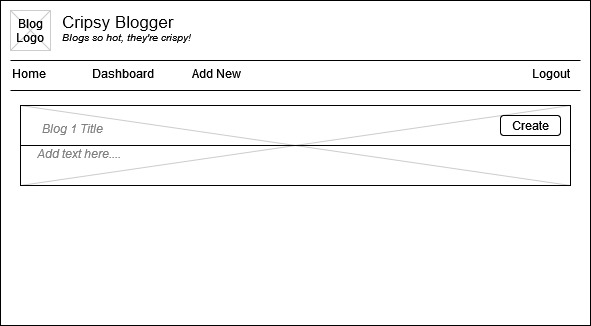 Blog
Logo
Cripsy Blogger
Blogs so hot, they're crispy!
Home Dashboard Add New Logout
Blog 1 Title
Create
Add text here....